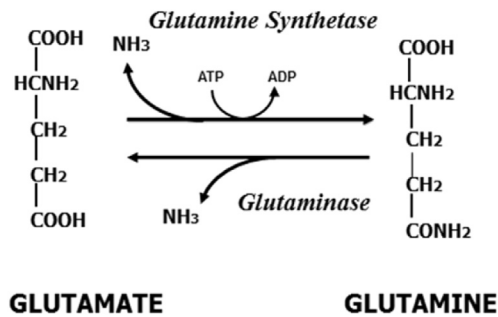 Glutamine Synthetase
COOH
HCNH2
CH2
CH2
COOH
NH3
ATP
ADP
NH3
Glutaminase
COOH
HCNH2
CH2
CH2
CONH2
GLUTAMATE
GLUTAMINE